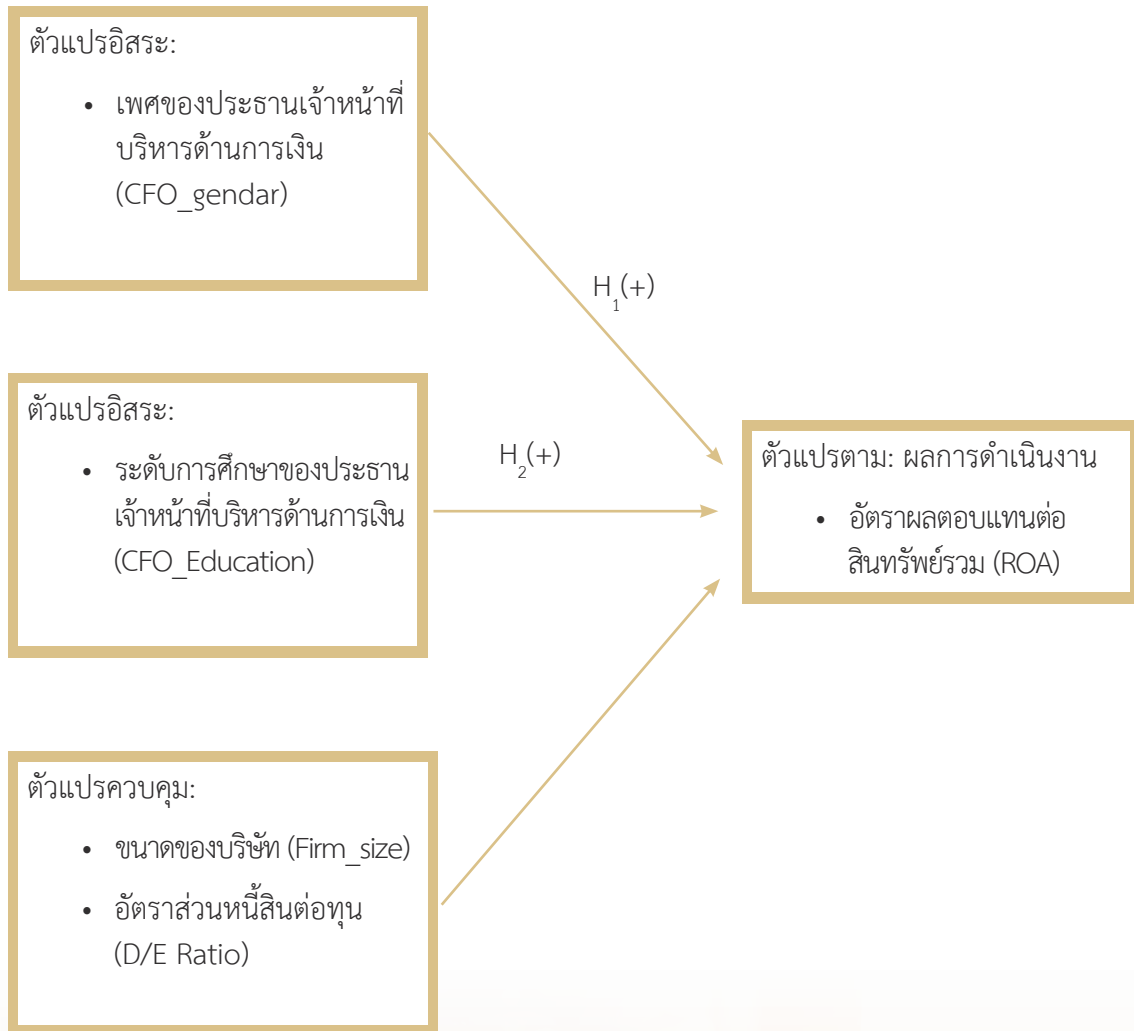 ตัวแปรอิสระ:
• เพศของประธานเจ้าหน้าที่
บริหารด้านการเงิน
(CFO_gendar)
H1(+)
ตัวแปรอิสระ:
• ระดับการศึกษาของประธาน
เจ้าหน้าที่บริหารด้านการเงิน
(CFO_Education)
H2(+)
ตัวแปรตาม: ผลการดำเนินงาน
• อัตราผลตอบแทนต่อ
สินทรัพย์รวม (ROA)
ตัวแปรควบคุม:
• ขนาดของบริษัท (Firm_size)
• อัตราส่วนหนี้สินต่อทุน
(D/E Ratio)